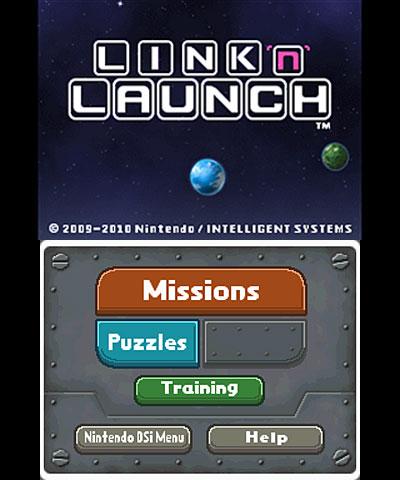 LINK 'n'
LAUNCH
TM
© 2009-2010 Nintendo / INTELLIGENT SYSTEMS
Missions
Puzzles
Training
Nintendo DSi Menu
Help